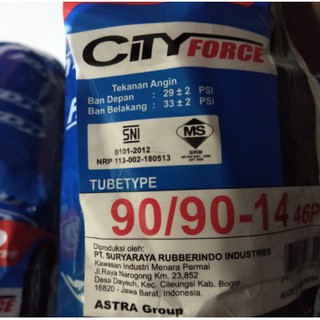 CITY FORCE
Tekanan Angin
Ban Depan : 29 ± 2 PSI
Ban Belakang : 33 ± 2 PSI
SNI
0101-2012
NRP 113-002-180513
MS
SIRIM
TUBETYPE
90/90-14 46P
Diproduksi oleh:
PT. SURYARAYA RUBBERINDO INDUSTRIES
Kawasan Industri Menara Permai
Jl.Raya Narogong Km. 23,852
Desa Dayeuh, Kec. Cileungsi Kab. Bogor
16820 - Jawa Barat, Indonesia.
ASTRA Group